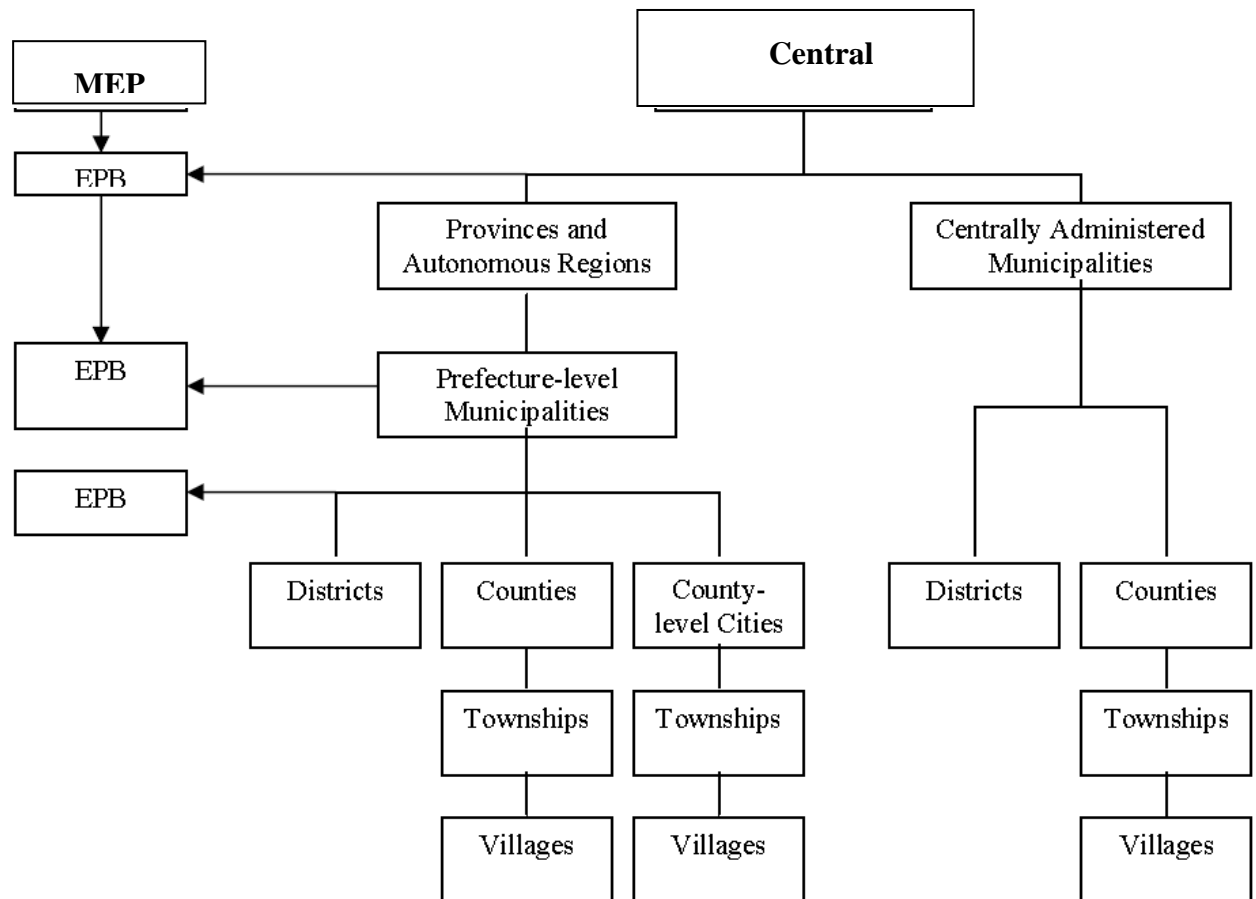 MEP
Central
EPB
Provinces and
Autonomous Regions
Centrally Administered
Municipalities
EPB
Prefecture-level
Municipalities
EPB
Districts
Counties
County-
level Cities
Districts
Counties
Townships
Townships
Townships
Villages
Villages
Villages